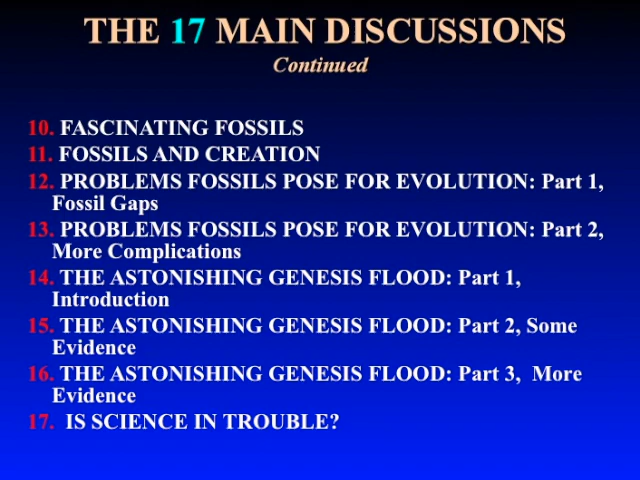 THE 17 MAIN DISCUSSIONS
Continued
10. FASCINATING FOSSILS
11. FOSSILS AND CREATION
12. PROBLEMS FOSSILS POSE FOR EVOLUTION: Part 1,
Fossil Gaps
13. PROBLEMS FOSSILS POSE FOR EVOLUTION: Part 2,
More Complications
14. THE ASTONISHING GENESIS FLOOD: Part 1,
Introduction
15. THE ASTONISHING GENESIS FLOOD: Part 2, Some
Evidence
16. THE ASTONISHING GENESIS FLOOD: Part 3, More
Evidence
17. IS SCIENCE IN TROUBLE?